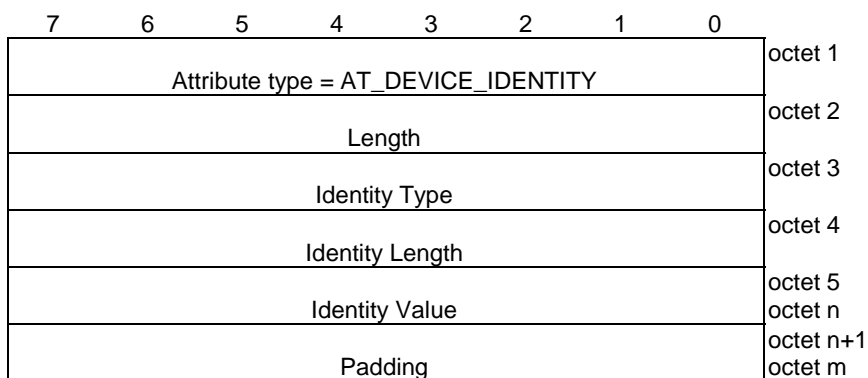 7 6 5 4 3 2 1 0
octet 1
Attribute type = AT_DEVICE_IDENTITY
octet 2
Length
octet 3
Identity Type
octet 4
Identity Length
octet 5
Identity Value octet n
octet n+1
Padding octet m